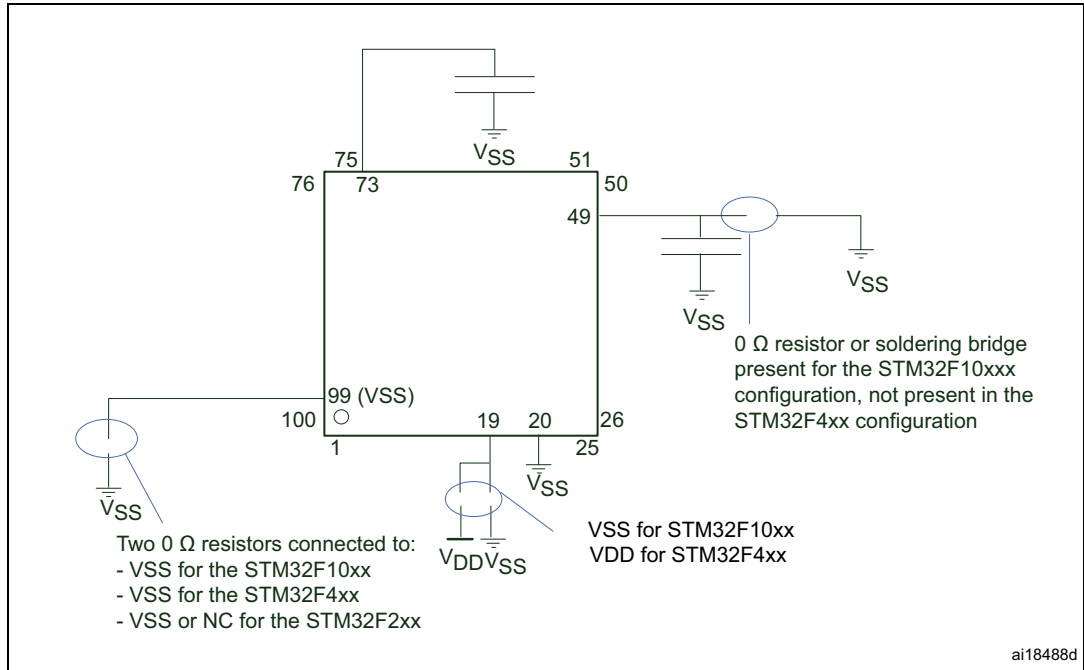 VSS
75
51
76
73
50
49
VSS
VSS
0 Ω resistor or soldering bridge
present for the STM32F10xxx
configuration, not present in the
STM32F4xx configuration
99 (VSS)
100
19
20
26
1
25
VSS
VSS
VDD VSS
Two 0 Ω resistors connected to:
- VSS for the STM32F10xx
- VSS for the STM32F4xx
- VSS or NC for the STM32F2xx
VSS for STM32F10xx
VDD for STM32F4xx
ai18488d